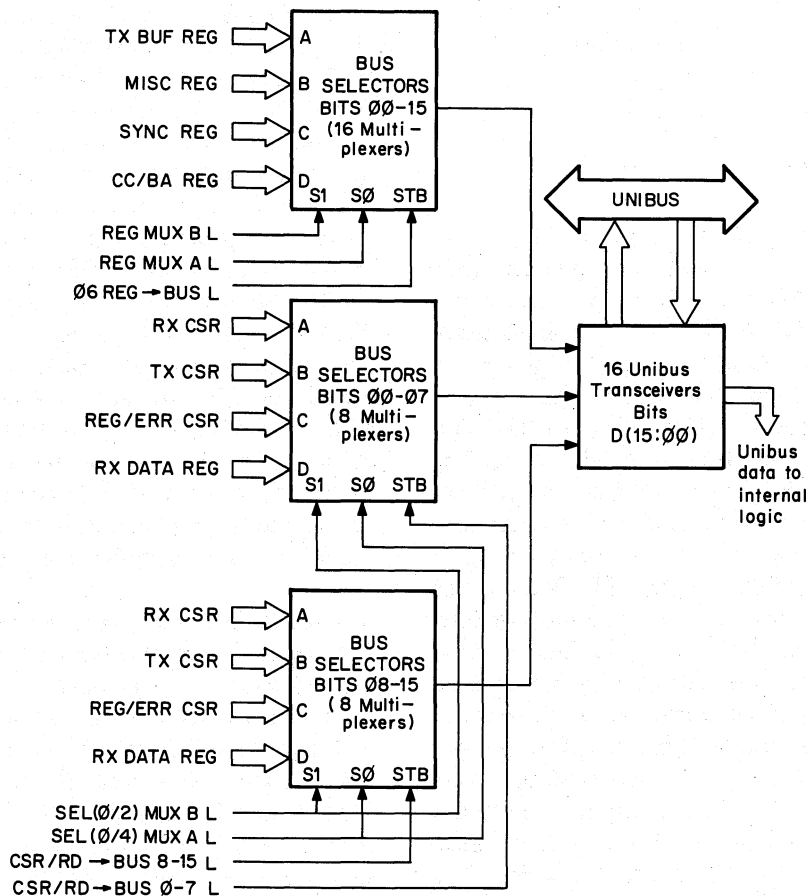 TX BUF REG
MISC REG
SYNC REG
CC/BA REG
A
B
C
D
BUS
SELECTORS
BITS ØØ-15
(16 Multi-
plexers)
S1 SØ STB
REG MUX B L
REG MUX A L
Ø6 REG → BUS L
RX CSR
TX CSR
REG/ERR CSR
RX DATA REG
A
B
C
D
BUS
SELECTORS
BITS ØØ-Ø7
(8 Multi-
plexers)
S1 SØ STB
RX CSR
TX CSR
REG/ERR CSR
RX DATA REG
A
B
C
D
BUS
SELECTORS
BITS Ø8-15
(8 Multi-
plexers)
S1 SØ STB
SEL(Ø/2) MUX B L
SEL(Ø/4) MUX A L
CSR/RD → BUS 8-15 L
CSR/RD → BUS Ø-7 L
UNIBUS
16 Unibus
Transceivers
Bits
D(15:ØØ)
Unibus
data to
internal
logic